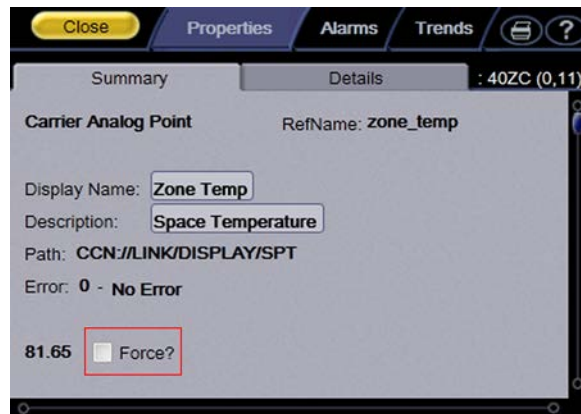 Close Properties Alarms Trends ?
Summary Details : 40ZC (0,11)
Carrier Analog Point RefName: zone_temp
Display Name: Zone Temp
Description: Space Temperature
Path: CCN://LINK/DISPLAY/SPT
Error: 0 - No Error
81.65 Force?